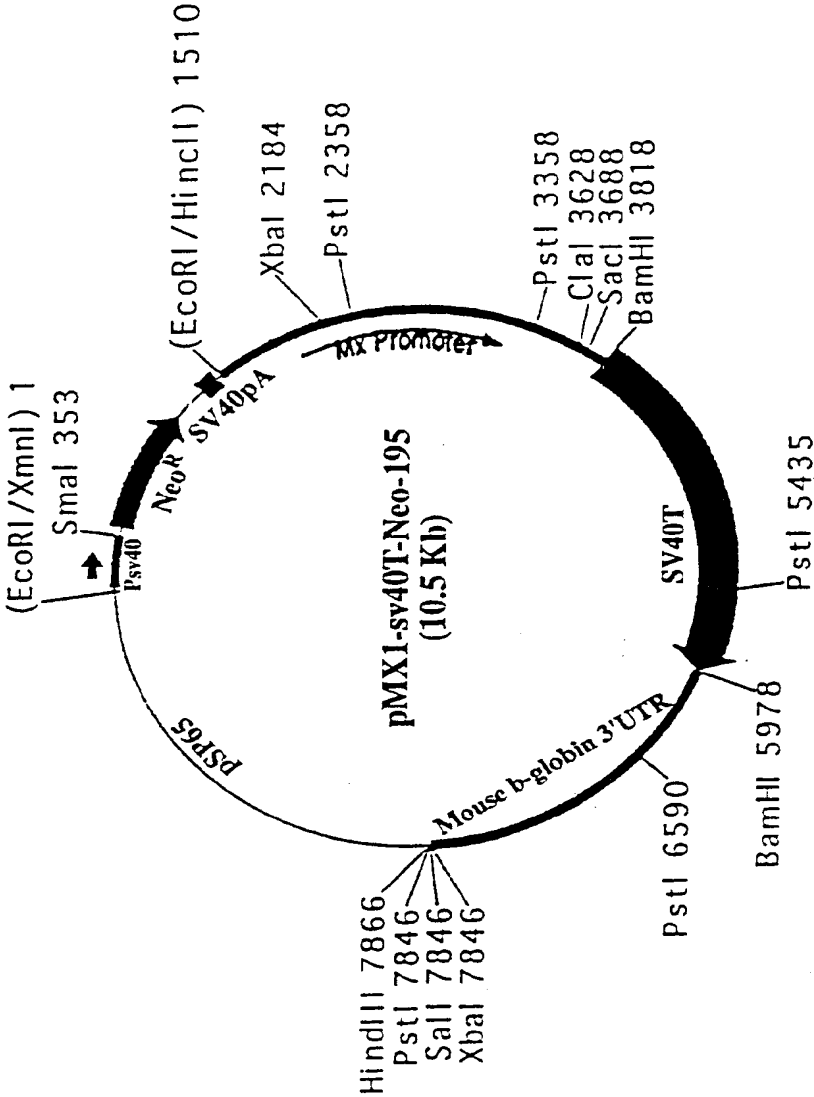 (EcoRI/XmnI) 1
SmaI 353
(EcoRI/HincII) 1510
XbaI 2184
PstI 2358
PstI 3358
ClaI 3628
SacI 3688
BamHI 3818
PstI 5435
BamHI 5978
PstI 6590
HindIII 7866
PstI 7846
SalI 7846
XbaI 7846
Psv40
Neo R
SV40pA
Mx Promoter
SV40T
Mouse b-globin 3'UTR
pSP65
pMX1-sv40T-Neo-195
(10.5 Kb)